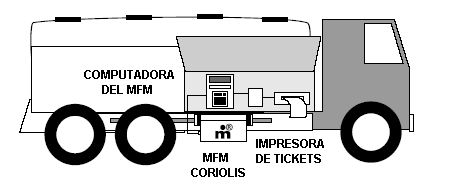 COMPUTADORA
DEL MFM
m®
MFM
CORIOLIS
IMPRESORA
DE TICKETS